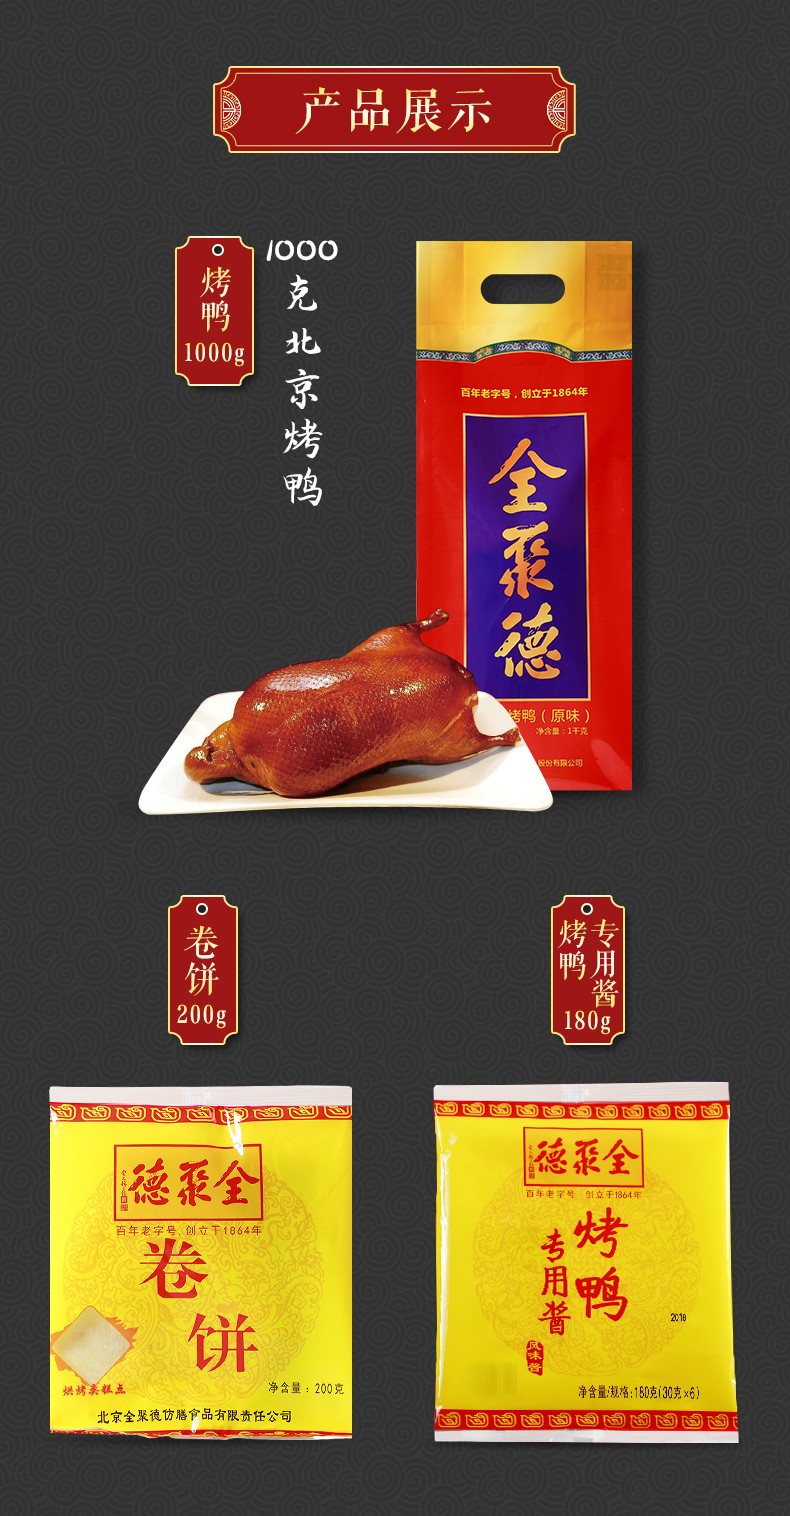 产品展示
烤鸭
1000g
1000克北京烤鸭
百年老字号，创立于1864年
全聚德
烤鸭（原味）
净含量：1千克
股份有限公司
卷饼
200g
烤鸭专用酱
180g
德聚全
百年老字号，创立于1864年
卷饼
烘烤类糕点
净含量：200克
北京全聚德仿膳食品有限责任公司
德聚全
百年老字号 创立于1864年
烤鸭
专用酱
风味酱
2018
净含量/规格：180克(30克×6)